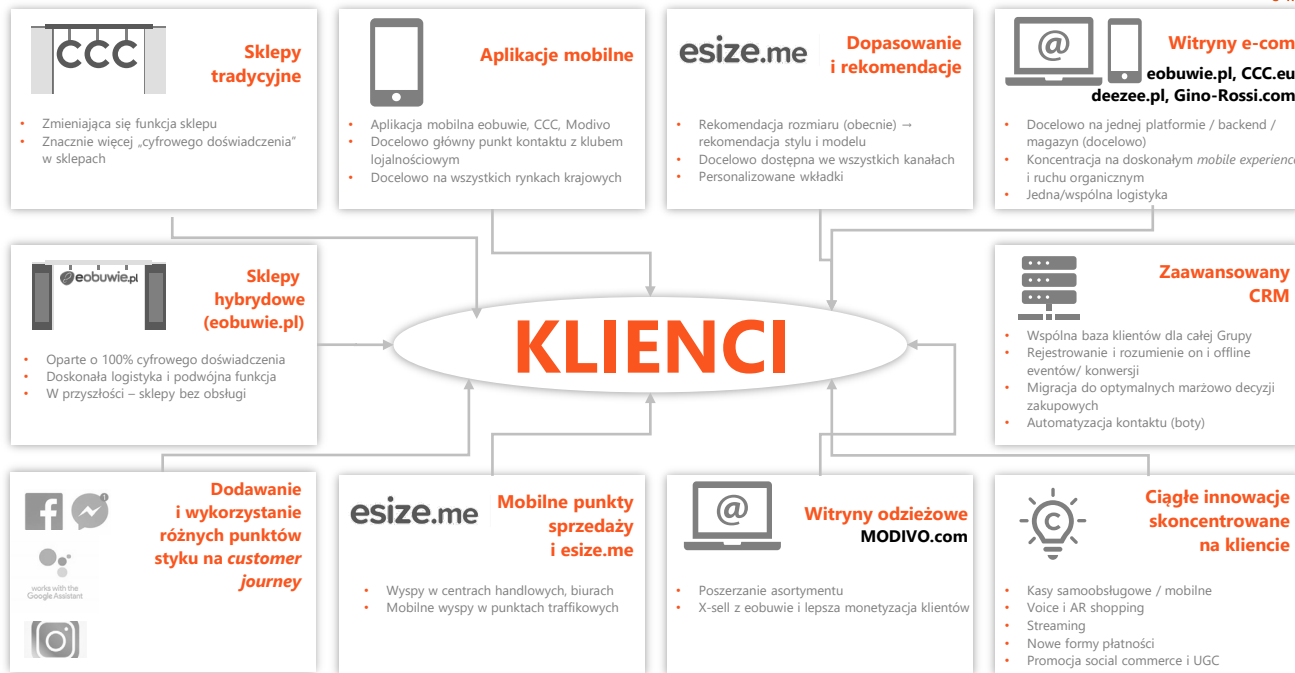 CCC
Sklepy
tradycyjne
• Zmieniająca się funkcja sklepu
• Znacznie więcej „cyfrowego doświadczenia”
w sklepach
Aplikacje mobilne
• Aplikacja mobilna eobuwie, CCC, Modivo
• Docelowo główny punkt kontaktu z klubem
lojalnościowym
• Docelowo na wszystkich rynkach krajowych
esize.me
Dopasowanie
i rekomendacje
• Rekomendacja rozmiaru (obecnie) →
rekomendacja stylu i modelu
• Docelowo dostępna we wszystkich kanałach
• Personalizowane wkładki
@
Witryny e-com
eobuwie.pl, CCC.eu
deezee.pl, Gino-Rossi.com
• Docelowo na jednej platformie / backend /
magazyn (docelowo)
• Koncentracja na doskonałym mobile experience
i ruchu organicznym
• Jedna/wspólna logistyka
eobuwie.pl
Sklepy
hybrydowe
(eobuwie.pl)
• Oparte o 100% cyfrowego doświadczenia
• Doskonała logistyka i podwójna funkcja
• W przyszłości – sklepy bez obsługi
KLIENCI
Zaawansowany
CRM
• Wspólna baza klientów dla całej Grupy
• Rejestrowanie i rozumienie on i offline
eventów/ konwersji
• Migracja do optymalnych marżowo decyzji
zakupowych
• Automatyzacja kontaktu (boty)
Dodawanie
i wykorzystanie
różnych punktów
styku na customer
journey
works with the
Google Assistant
esize.me
Mobilne punkty
sprzedaży
i esize.me
• Wyspy w centrach handlowych, biurach
• Mobilne wyspy w punktach traffikowych
@
Witryny odzieżowe
MODIVO.com
• Poszerzanie asortymentu
• X-sell z eobuwie i lepsza monetyzacja klientów
C
Ciągłe innowacje
skoncentrowane
na kliencie
• Kasy samoobsługowe / mobilne
• Voice i AR shopping
• Streaming
• Nowe formy płatności
• Promocja social commerce i UGC